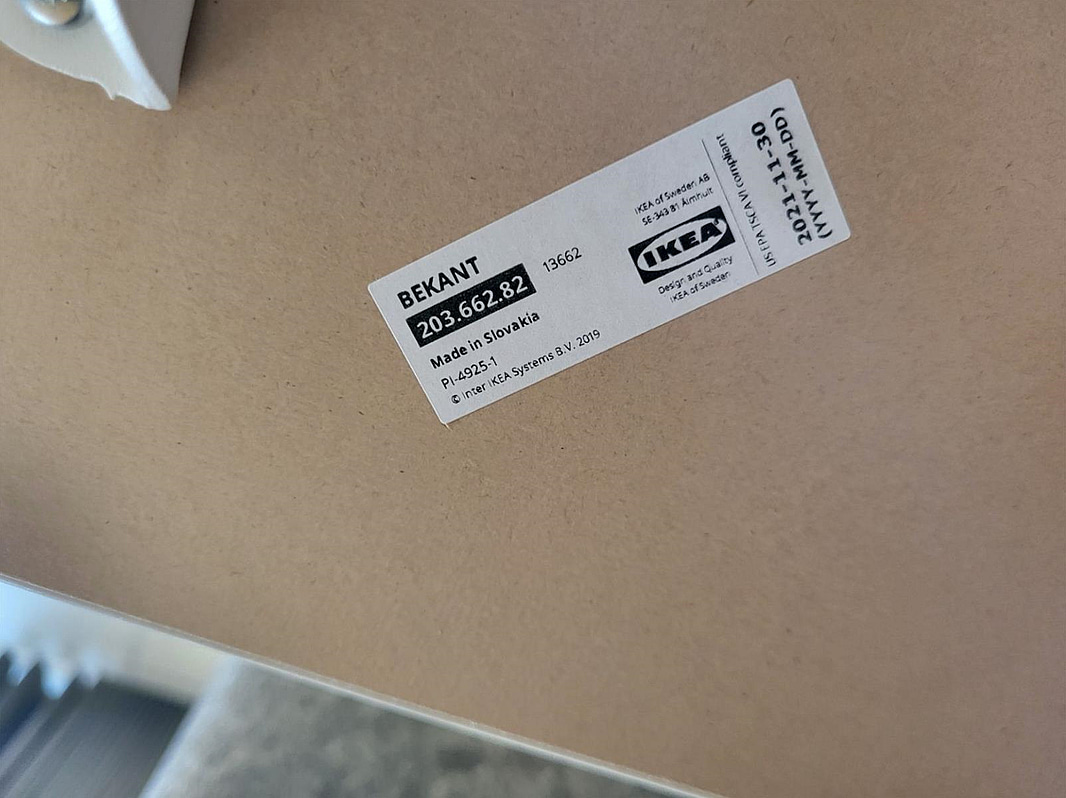 BEKANT
203.662.82 13662
Made in Slovakia
PI-4925-1
© Inter IKEA Systems B.V. 2019
IKEA of Sweden AB
SE-343 81 Älmhult
IKEA
Design and Quality
IKEA of Sweden
US EPA TSCA VI compliant
2021-11-30
(YYYY-MM-DD)